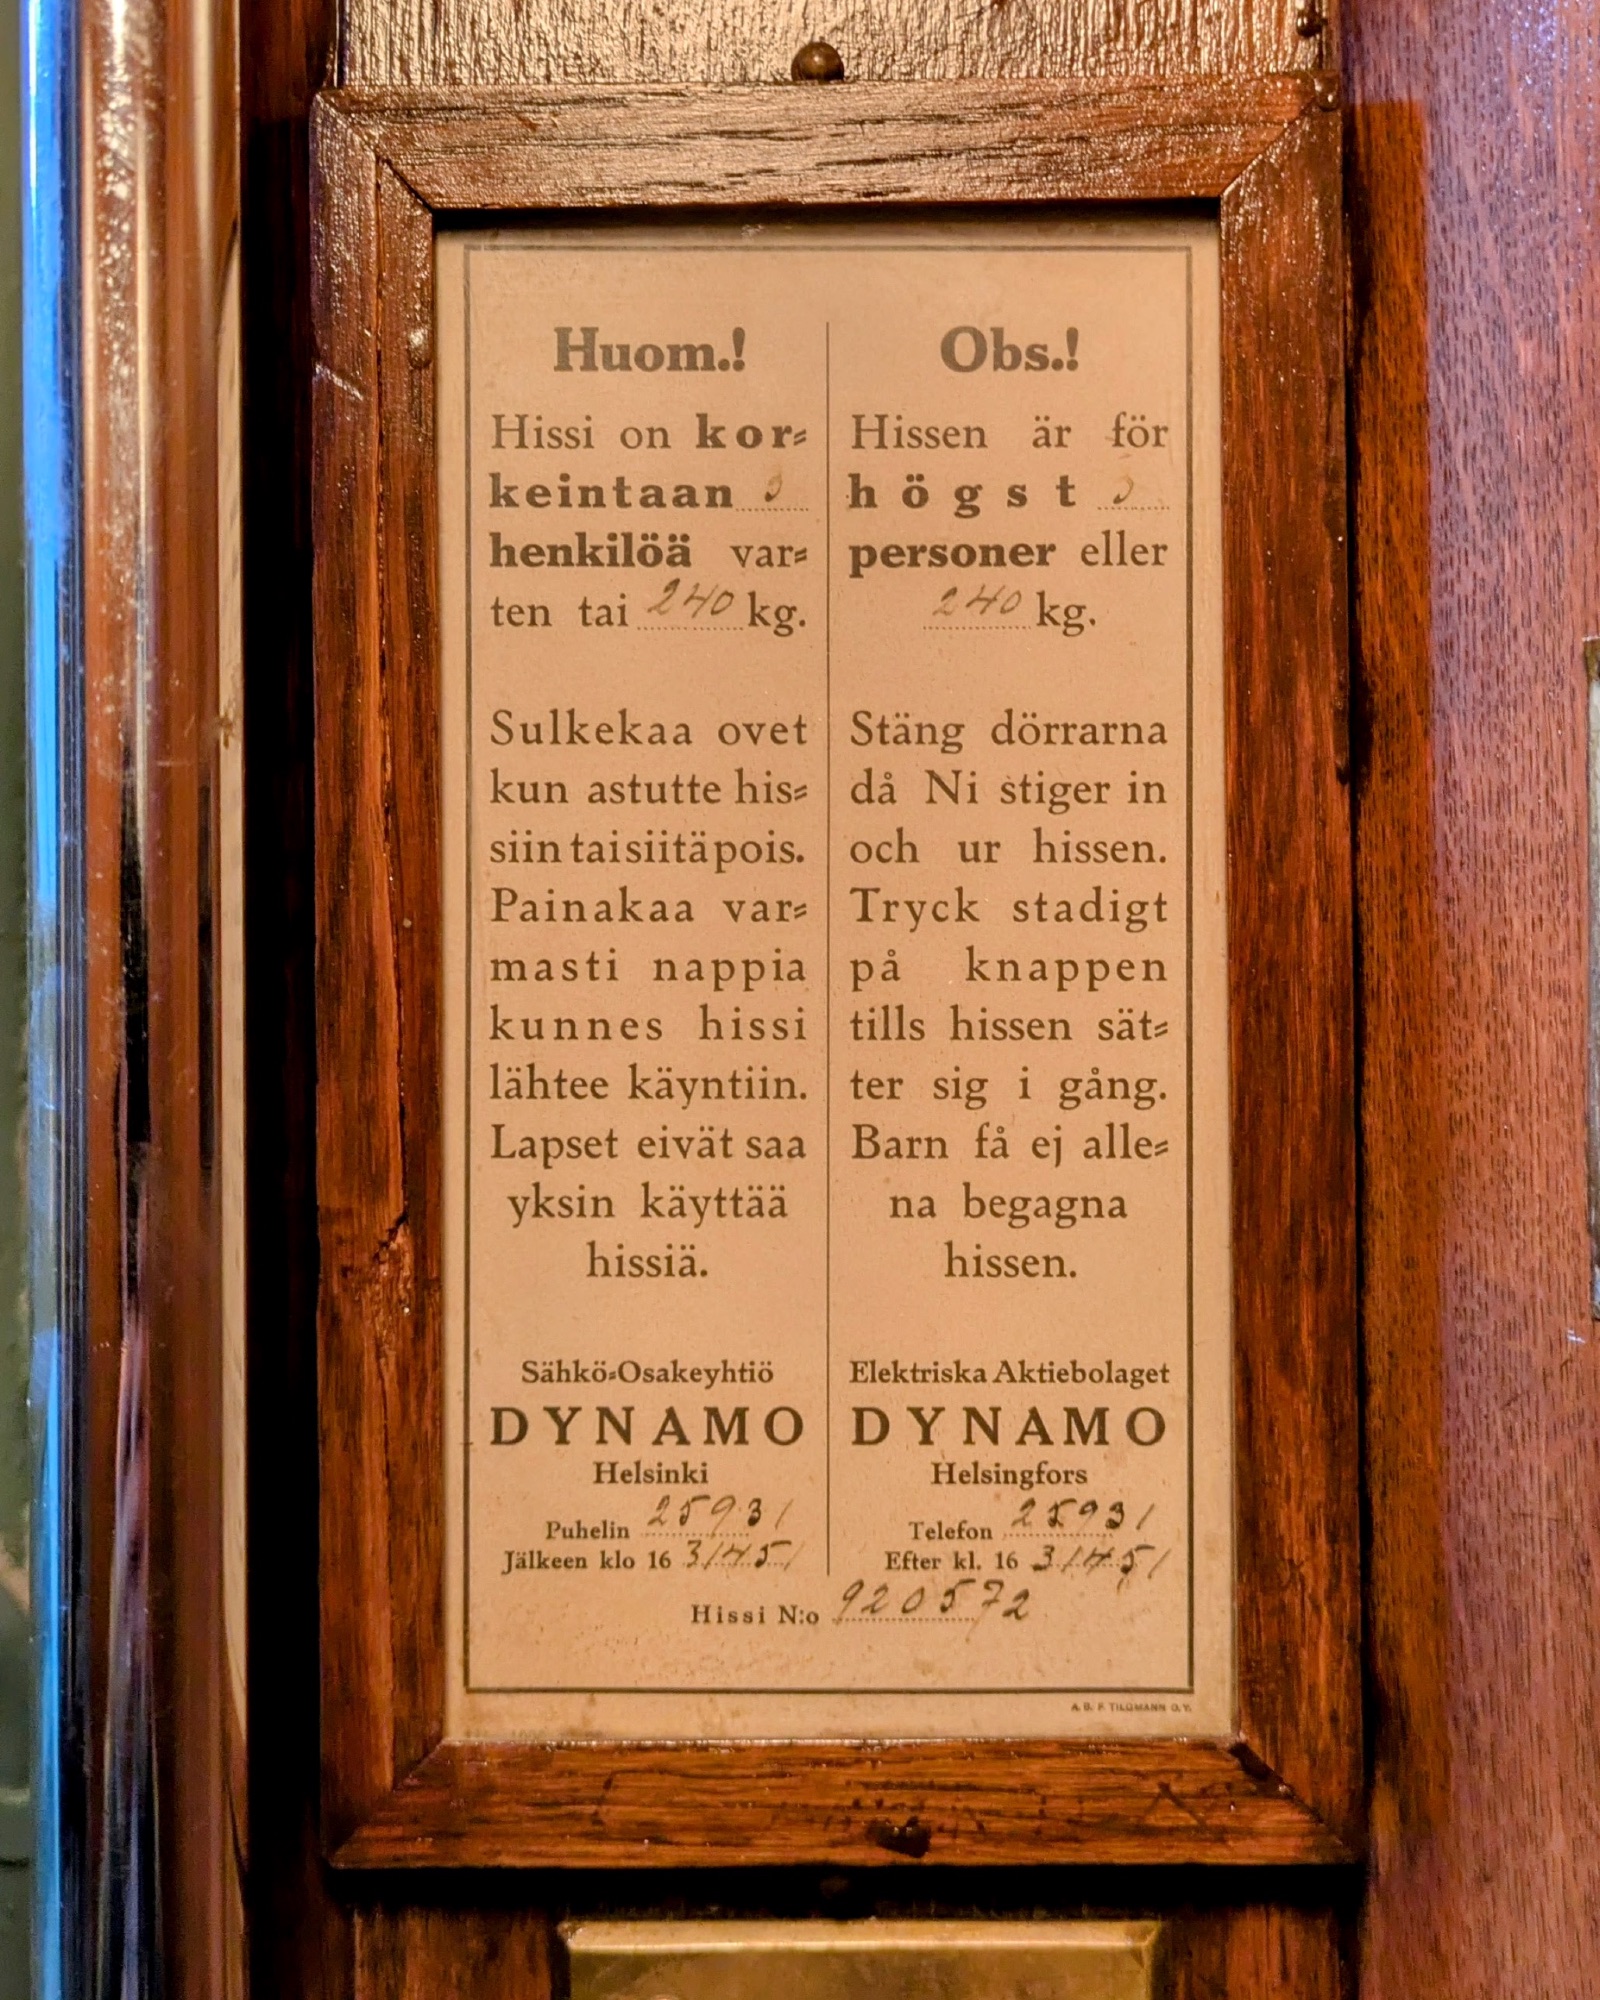 Huom.!
Hissi on kor-
keintaan 3
henkilöä var-
ten tai 240 kg.
Sulkekaa ovet
kun astutte his-
siin tai siitä pois.
Painakaa var-
masti nappia
kunnes hissi
lähtee käyntiin.
Lapset eivät saa
yksin käyttää
hissiä.
Sähkö-Osakeyhtiö
DYNAMO
Helsinki
Puhelin 25931
Jälkeen klo 16 31451
Obs.!
Hissen är för
högst 3
personer eller
240 kg.
Stäng dörrarna
då Ni stiger in
och ur hissen.
Tryck stadigt
på knappen
tills hissen sät-
ter sig i gång.
Barn få ej alle-
na begagna
hissen.
Elektriska Aktiebolaget
DYNAMO
Helsingfors
Telefon 25931
Efter kl. 16 31451
Hissi N:o 920572
A. B. F. TILGMANN O. Y.